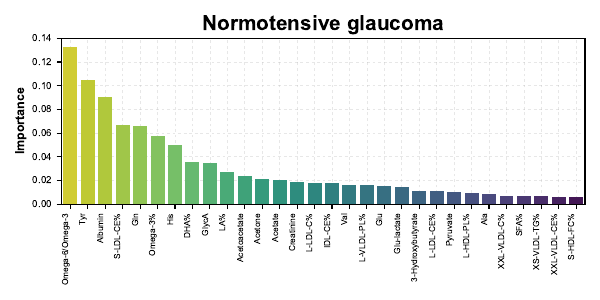 Normotensive glaucoma
Importance
0.14
0.12
0.10
0.08
0.06
0.04
0.02
0.00
Omega-6/Omega-3
Tyr
Albumin
S-LDL-CE%
Gln
Omega-3%
His
DHA%
GlycA
LA%
Acetoacetate
Acetone
Acetate
Creatinine
L-LDL-C%
IDL-CE%
Val
L-VLDL-PL%
Glu
Glu-lactate
3-Hydroxybutyrate
L-LDL-CE%
Pyruvate
L-HDL-PL%
Ala
XXL-VLDL-C%
SFA%
XS-VLDL-TG%
XXL-VLDL-CE%
S-HDL-FC%